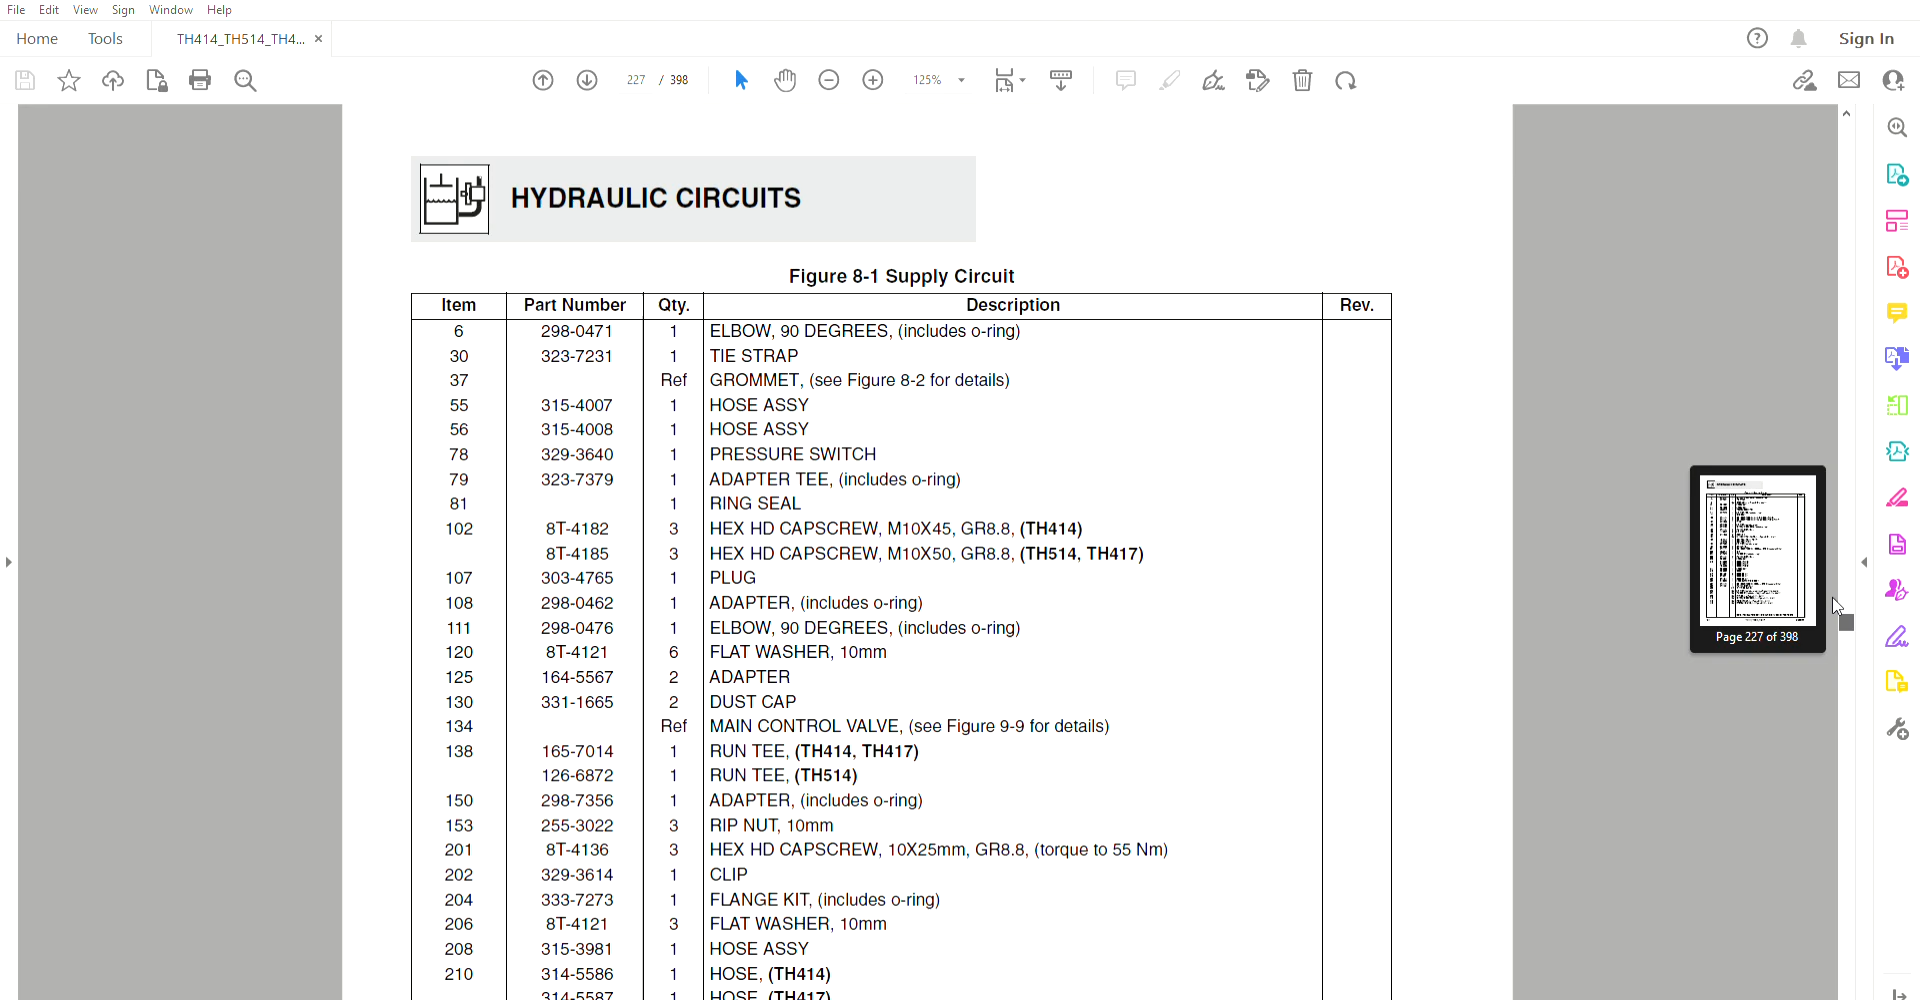 File Edit View Sign Window Help
Home Tools TH414_TH514_TH4... Sign In
227 / 398 125%
HYDRAULIC CIRCUITS
Figure 8-1 Supply Circuit
Item Part Number Qty. Description Rev.
6 298-0471 1 ELBOW, 90 DEGREES, (includes o-ring)
30 323-7231 1 TIE STRAP
37 Ref GROMMET, (see Figure 8-2 for details)
55 315-4007 1 HOSE ASSY
56 315-4008 1 HOSE ASSY
78 329-3640 1 PRESSURE SWITCH
79 323-7379 1 ADAPTER TEE, (includes o-ring)
81 1 RING SEAL
102 8T-4182 3 HEX HD CAPSCREW, M10X45, GR8.8, (TH414)
8T-4185 3 HEX HD CAPSCREW, M10X50, GR8.8, (TH514, TH417)
107 303-4765 1 PLUG
108 298-0462 1 ADAPTER, (includes o-ring)
111 298-0476 1 ELBOW, 90 DEGREES, (includes o-ring)
120 8T-4121 6 FLAT WASHER, 10mm
125 164-5567 2 ADAPTER
130 331-1665 2 DUST CAP
134 Ref MAIN CONTROL VALVE, (see Figure 9-9 for details)
138 165-7014 1 RUN TEE, (TH414, TH417)
126-6872 1 RUN TEE, (TH514)
150 298-7356 1 ADAPTER, (includes o-ring)
153 255-3022 3 RIP NUT, 10mm
201 8T-4136 3 HEX HD CAPSCREW, 10X25mm, GR8.8, (torque to 55 Nm)
202 329-3614 1 CLIP
204 333-7273 1 FLANGE KIT, (includes o-ring)
206 8T-4121 3 FLAT WASHER, 10mm
208 315-3981 1 HOSE ASSY
210 314-5586 1 HOSE, (TH414)
314-5587 1 HOSE, (TH417)
Page 227 of 398